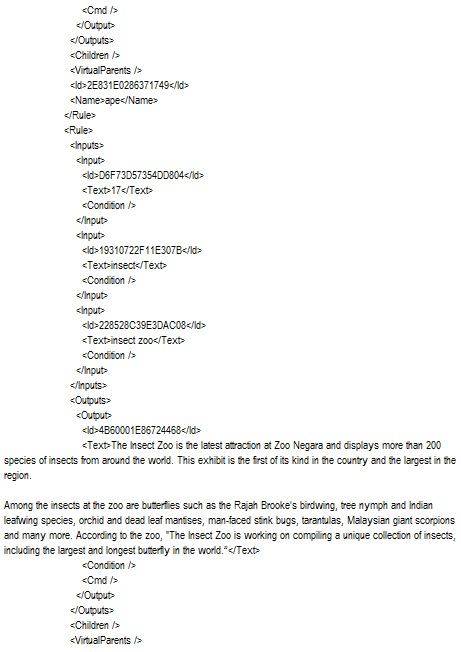 <Cmd />
</Output>
</Outputs>
<Children />
<VirtualParents />
<Id>2E831E0286371749</Id>
<Name>ape</Name>
</Rule>
<Rule>
<Inputs>
<Input>
<Id>D6F73D57354DD804</Id>
<Text>17</Text>
<Condition />
</Input>
<Input>
<Id>19310722F11E307B</Id>
<Text>insect</Text>
<Condition />
</Input>
<Input>
<Id>228528C39E3DAC08</Id>
<Text>insect zoo</Text>
<Condition />
</Input>
</Inputs>
<Outputs>
<Output>
<Id>4B60001E86724468</Id>
<Text>The Insect Zoo is the latest attraction at Zoo Negara and displays more than 200
species of insects from around the world. This exhibit is the first of its kind in the country and the largest in the
region.
Among the insects at the zoo are butterflies such as the Rajah Brooke's birdwing, tree nymph and Indian
leafwing species, orchid and dead leaf mantises, man-faced stink bugs, tarantulas, Malaysian giant scorpions
and many more. According to the zoo, "The Insect Zoo is working on compiling a unique collection of insects,
including the largest and longest butterfly in the world."</Text>
<Condition />
<Cmd />
</Output>
</Outputs>
<Children />
<VirtualParents />